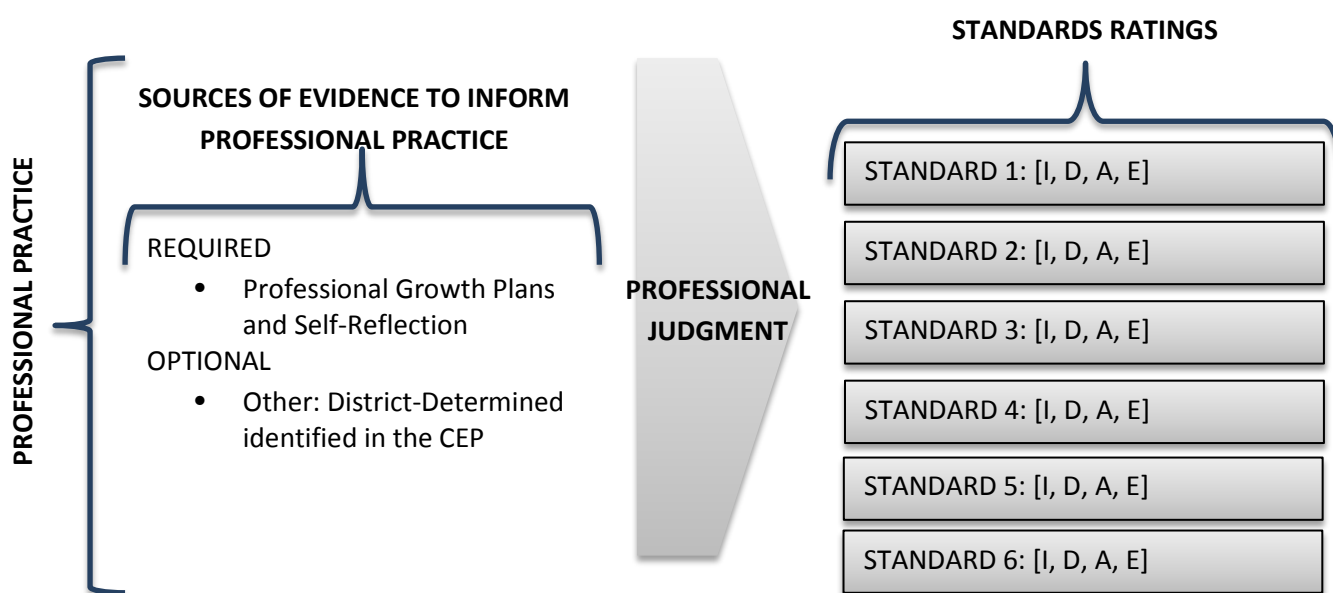 PROFESSIONAL PRACTICE
SOURCES OF EVIDENCE TO INFORM
PROFESSIONAL PRACTICE
REQUIRED
• Professional Growth Plans
and Self-Reflection
OPTIONAL
• Other: District-Determined
identified in the CEP
PROFESSIONAL
JUDGMENT
STANDARDS RATINGS
STANDARD 1: [I, D, A, E]
STANDARD 2: [I, D, A, E]
STANDARD 3: [I, D, A, E]
STANDARD 4: [I, D, A, E]
STANDARD 5: [I, D, A, E]
STANDARD 6: [I, D, A, E]